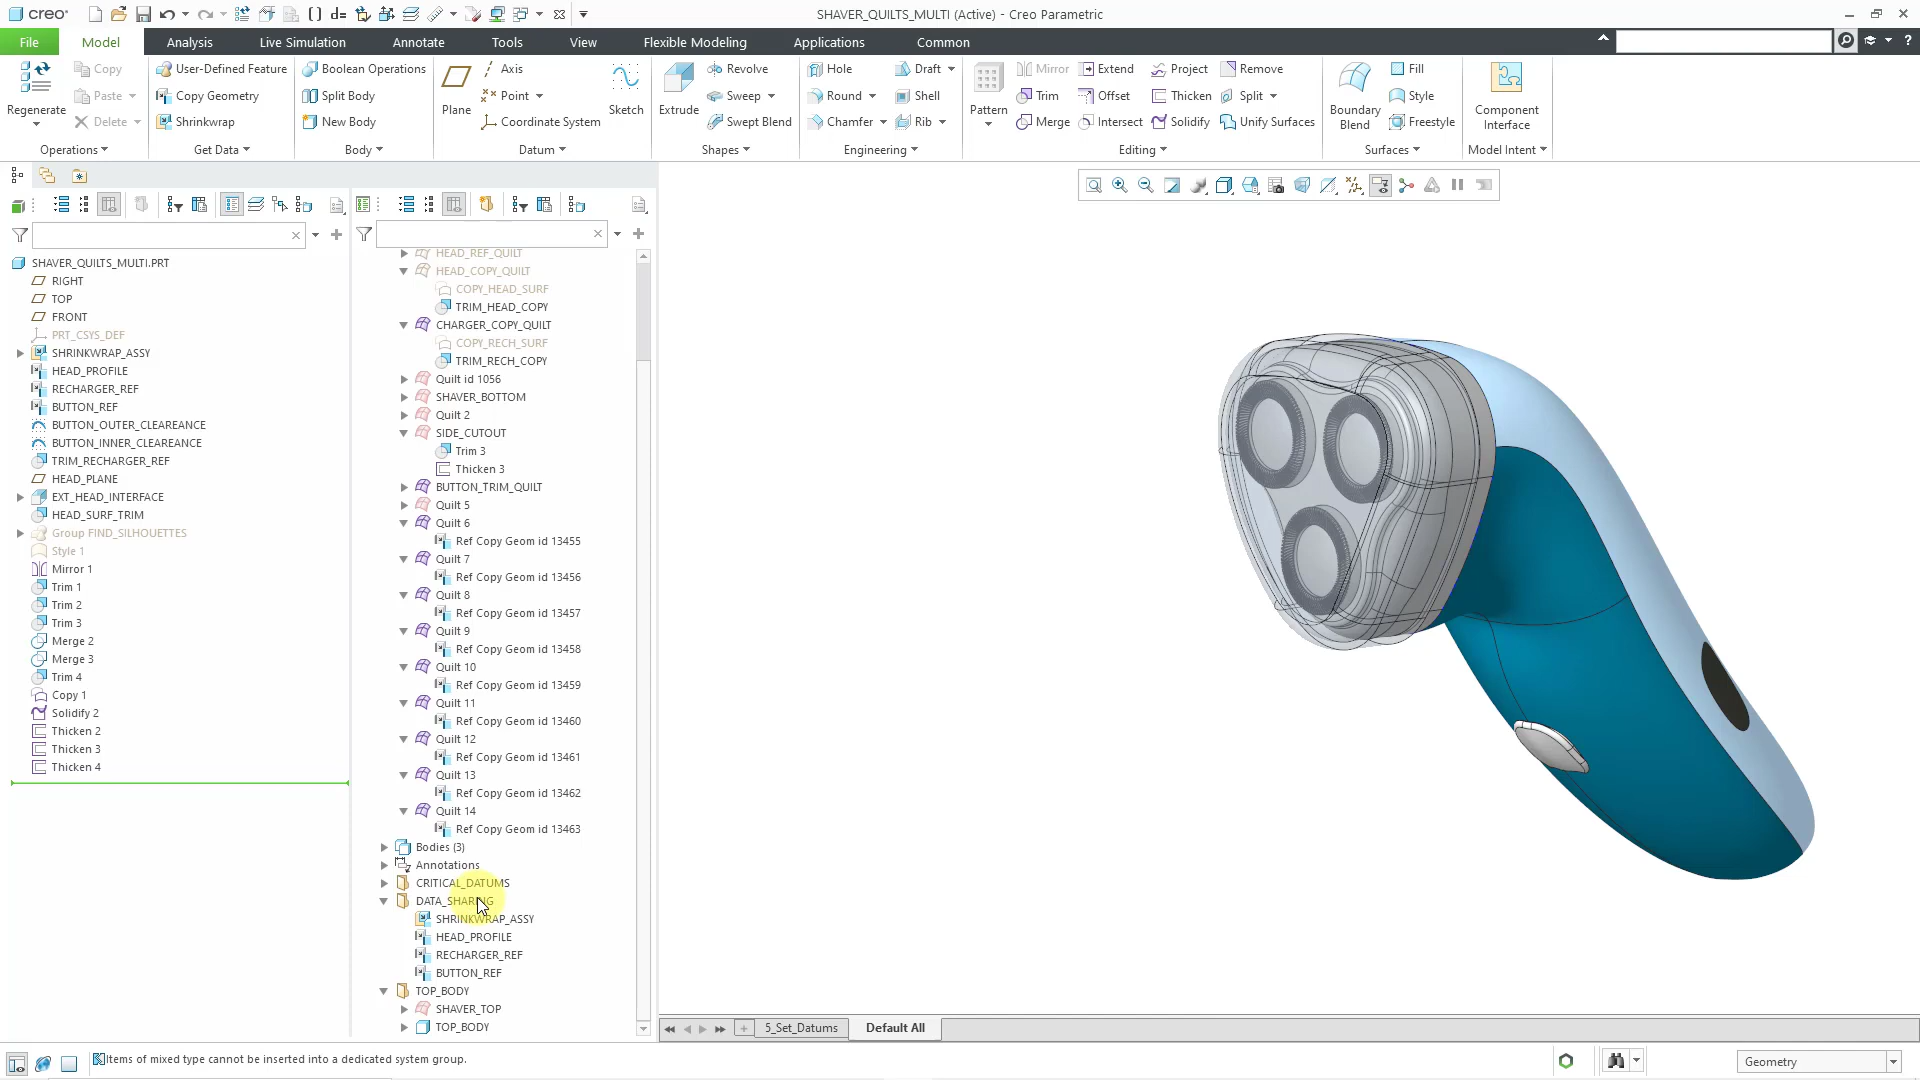 creo
SHAVER_QUILTS_MULTI (Active) - Creo Parametric
File
Model
Analysis
Live Simulation
Annotate
Tools
View
Flexible Modeling
Applications
Common
Regenerate
Copy
Paste
Delete
Operations
User-Defined Feature
Copy Geometry
Shrinkwrap
Get Data
Boolean Operations
Split Body
New Body
Body
Plane
Axis
Point
Coordinate System
Sketch
Datum
Extrude
Revolve
Sweep
Swept Blend
Shapes
Hole
Round
Chamfer
Draft
Shell
Rib
Engineering
Pattern
Mirror
Trim
Merge
Extend
Offset
Intersect
Project
Thicken
Solidify
Remove
Split
Unify Surfaces
Editing
Boundary
Blend
Fill
Style
Freestyle
Surfaces
Component
Interface
Model Intent
SHAVER_QUILTS_MULTI.PRT
RIGHT
TOP
FRONT
PRT_CSYS_DEF
SHRINKWRAP_ASSY
HEAD_PROFILE
RECHARGER_REF
BUTTON_REF
BUTTON_OUTER_CLEAREANCE
BUTTON_INNER_CLEAREANCE
TRIM_RECHARGER_REF
HEAD_PLANE
EXT_HEAD_INTERFACE
HEAD_SURF_TRIM
Group FIND_SILHOUETTES
Style 1
Mirror 1
Trim 1
Trim 2
Trim 3
Merge 2
Merge 3
Trim 4
Copy 1
Solidify 2
Thicken 2
Thicken 3
Thicken 4
HEAD_REF_QUILT
HEAD_COPY_QUILT
COPY_HEAD_SURF
TRIM_HEAD_COPY
CHARGER_COPY_QUILT
COPY_RECH_SURF
TRIM_RECH_COPY
Quilt id 1056
SHAVER_BOTTOM
Quilt 2
SIDE_CUTOUT
Trim 3
Thicken 3
BUTTON_TRIM_QUILT
Quilt 5
Quilt 6
Ref Copy Geom id 13455
Quilt 7
Ref Copy Geom id 13456
Quilt 8
Ref Copy Geom id 13457
Quilt 9
Ref Copy Geom id 13458
Quilt 10
Ref Copy Geom id 13459
Quilt 11
Ref Copy Geom id 13460
Quilt 12
Ref Copy Geom id 13461
Quilt 13
Ref Copy Geom id 13462
Quilt 14
Ref Copy Geom id 13463
Bodies (3)
Annotations
CRITICAL_DATUMS
DATA_SHARING
SHRINKWRAP_ASSY
HEAD_PROFILE
RECHARGER_REF
BUTTON_REF
TOP_BODY
SHAVER_TOP
TOP_BODY
5_Set_Datums
Default All
Items of mixed type cannot be inserted into a dedicated system group.
Geometry